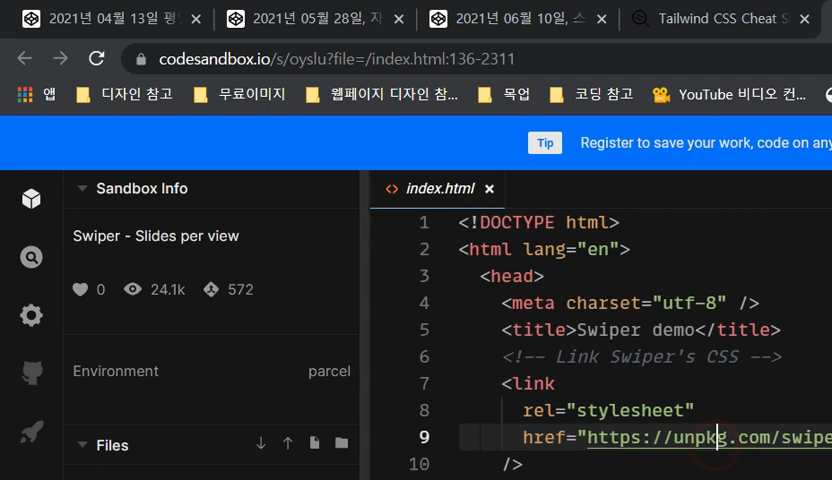 2021년 04월 13일 평일
2021년 05월 28일, 지
2021년 06월 10일, 스
Tailwind CSS Cheat S
codesandbox.io/s/oyslu?file=/index.html:136-2311
앱 디자인 참고 무료이미지 웹페이지 디자인 참... 목업 코딩 참고 YouTube 비디오 컨...
Tip Register to save your work, code on any
Sandbox Info
Swiper - Slides per view
0 24.1k 572
Environment parcel
Files
index.html
1 <!DOCTYPE html>
2 <html lang="en">
3 <head>
4 <meta charset="utf-8" />
5 <title>Swiper demo</title>
6 <!-- Link Swiper's CSS -->
7 <link
8 rel="stylesheet"
9 href="https://unpkg.com/swipe
10 />